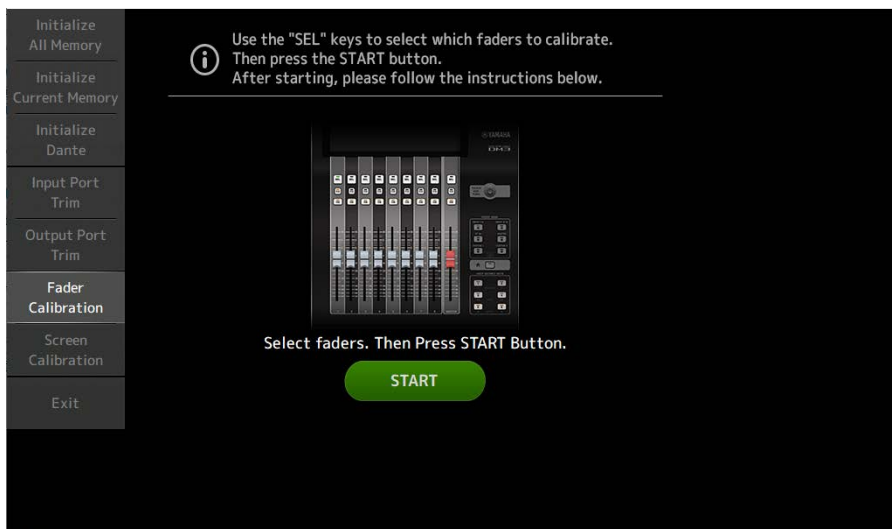 Initialize
All Memory
Initialize
Current Memory
Initialize
Dante
Input Port
Trim
Output Port
Trim
Fader
Calibration
Screen
Calibration
Exit
Use the "SEL" keys to select which faders to calibrate.
Then press the START button.
After starting, please follow the instructions below.
YAMAHA
DM3
Select faders. Then Press START Button.
START